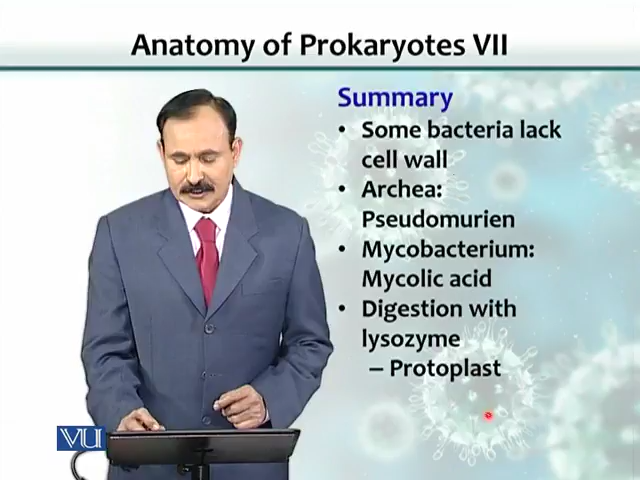 Anatomy of Prokaryotes VII
Summary
• Some bacteria lack
cell wall
• Archea:
Pseudomurien
• Mycobacterium:
Mycolic acid
• Digestion with
lysozyme
– Protoplast
VU